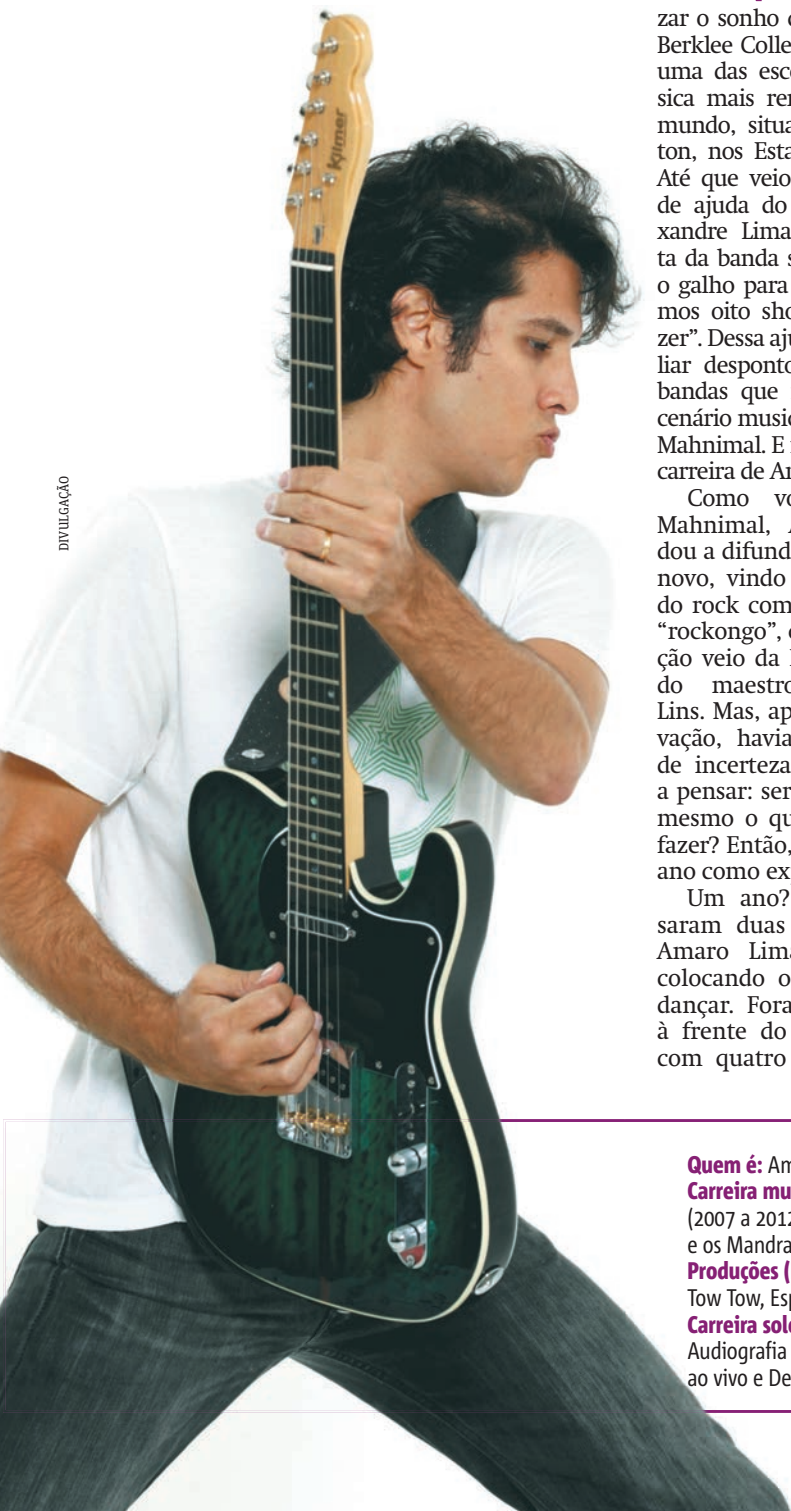 Kilmer
DIVULGAÇÃO
zar o sonho
Berklee Colle
uma das esc
sica mais re
mundo, situa
ton, nos Esta
Até que veio
de ajuda do
xandre Lima
ta da banda s
o galho para
mos oito sho
zer”. Dessa aju
liar desponto
bandas que
cenário music
Mahnimal. E
carreira de A
Como vo
Mahnimal, A
dou a difund
novo, vindo
do rock com
“rockongo”,
ção veio da
do maestro
Lins. Mas, ap
vação, havia
de incerteza
a pensar: ser
mesmo o qu
fazer? Então,
ano como ex
Um ano?
saram duas
Amaro Lima
colocando o
dançar. Fora
à frente do
com quatro
Quem é: Am
Carreira mu
(2007 a 2012
e os Mandra
Produções (
Tow Tow, Esp
Carreira solo
Audiografia
ao vivo e De